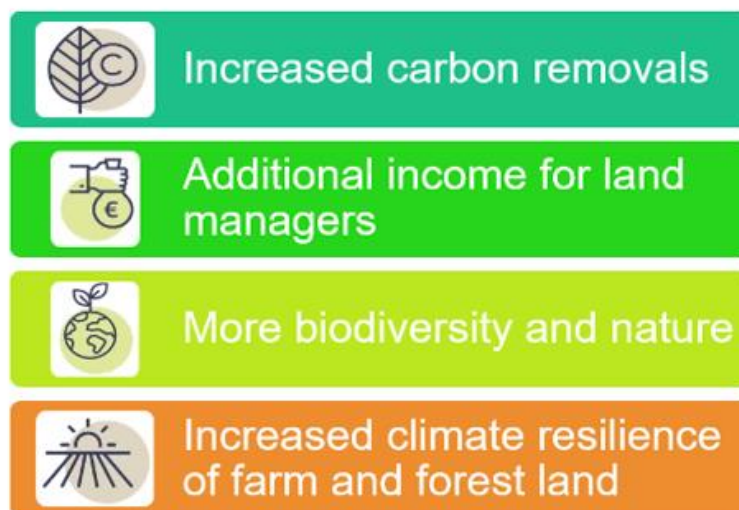 C
Increased carbon removals
€
Additional income for land
managers
More biodiversity and nature
Increased climate resilience
of farm and forest land